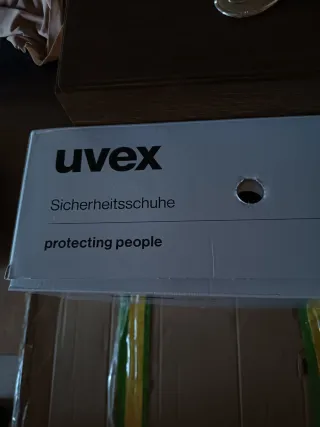 uvex
Sicherheitsschuhe
protecting people